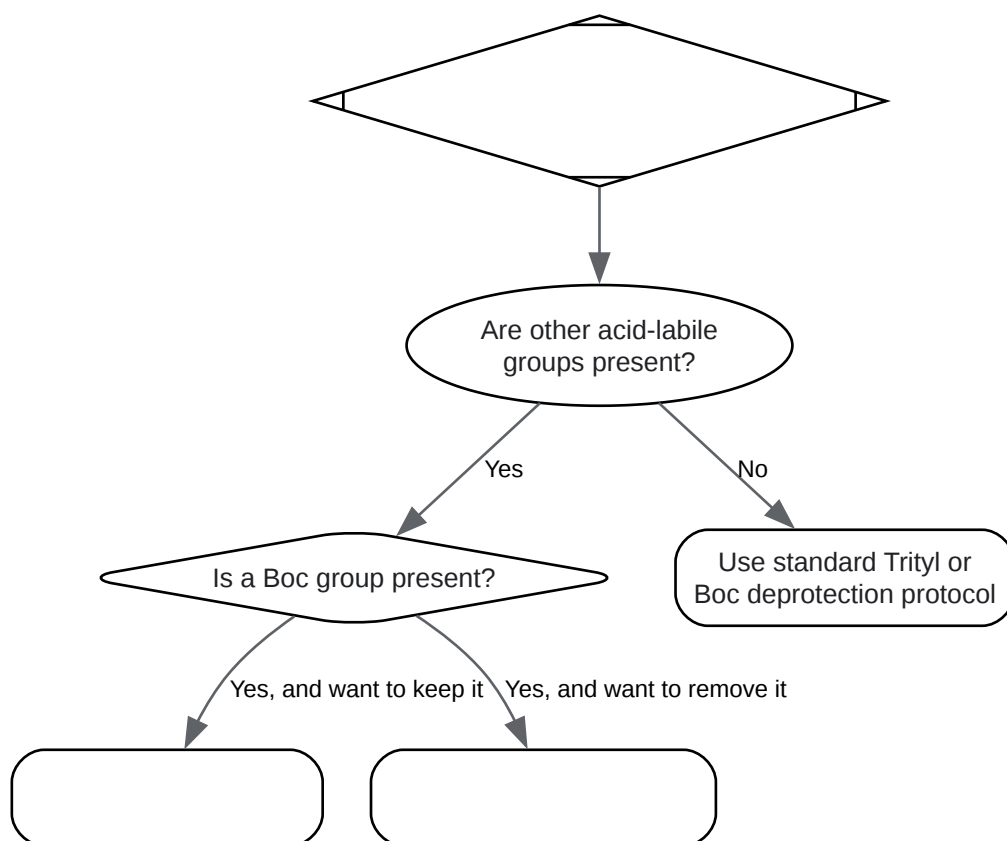 Are other acid-labile
groups present?
Yes
No
Is a Boc group present?
Use standard Trityl or
Boc deprotection protocol
Yes, and want to keep it
Yes, and want to remove it